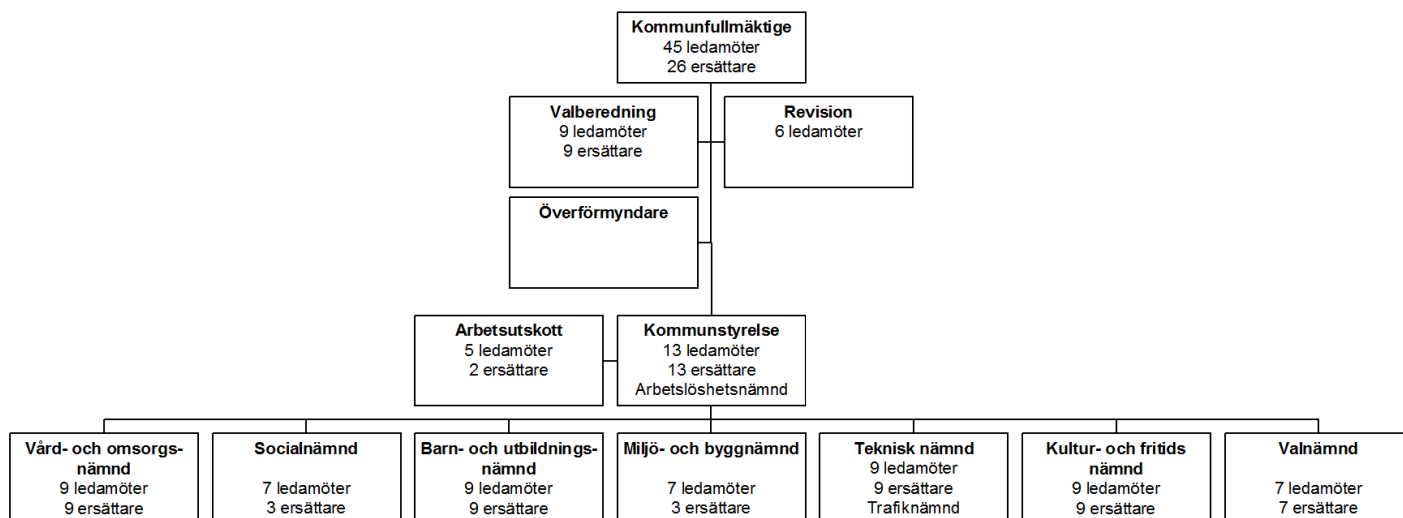 Kommunfullmäktige
45 ledamöter
26 ersättare
Valberedning
9 ledamöter
9 ersättare
Revision
6 ledamöter
Överförmyndare
Arbetsutskott
5 ledamöter
2 ersättare
Kommunstyrelse
13 ledamöter
13 ersättare
Arbetslöshetsnämnd
Vård- och omsorgs-
nämnd
9 ledamöter
9 ersättare
Socialnämnd
7 ledamöter
3 ersättare
Barn- och utbildnings-
nämnd
9 ledamöter
9 ersättare
Miljö- och byggnämnd
7 ledamöter
3 ersättare
Teknisk nämnd
9 ledamöter
9 ersättare
Trafiknämnd
Kultur- och fritids
nämnd
9 ledamöter
9 ersättare
Valnämnd
7 ledamöter
7 ersättare